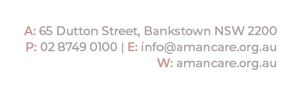 A: 65 Dutton Street, Bankstown NSW 2200
P: 02 8749 0100 | E: info@amancare.org.au
W: amancare.org.au